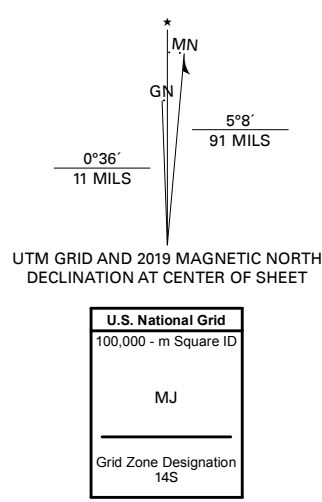 ★
MN
GN
5°8´
91 MILS
0°36´
11 MILS
UTM GRID AND 2019 MAGNETIC NORTH
DECLINATION AT CENTER OF SHEET
U.S. National Grid
100,000 - m Square ID
MJ
Grid Zone Designation
14S